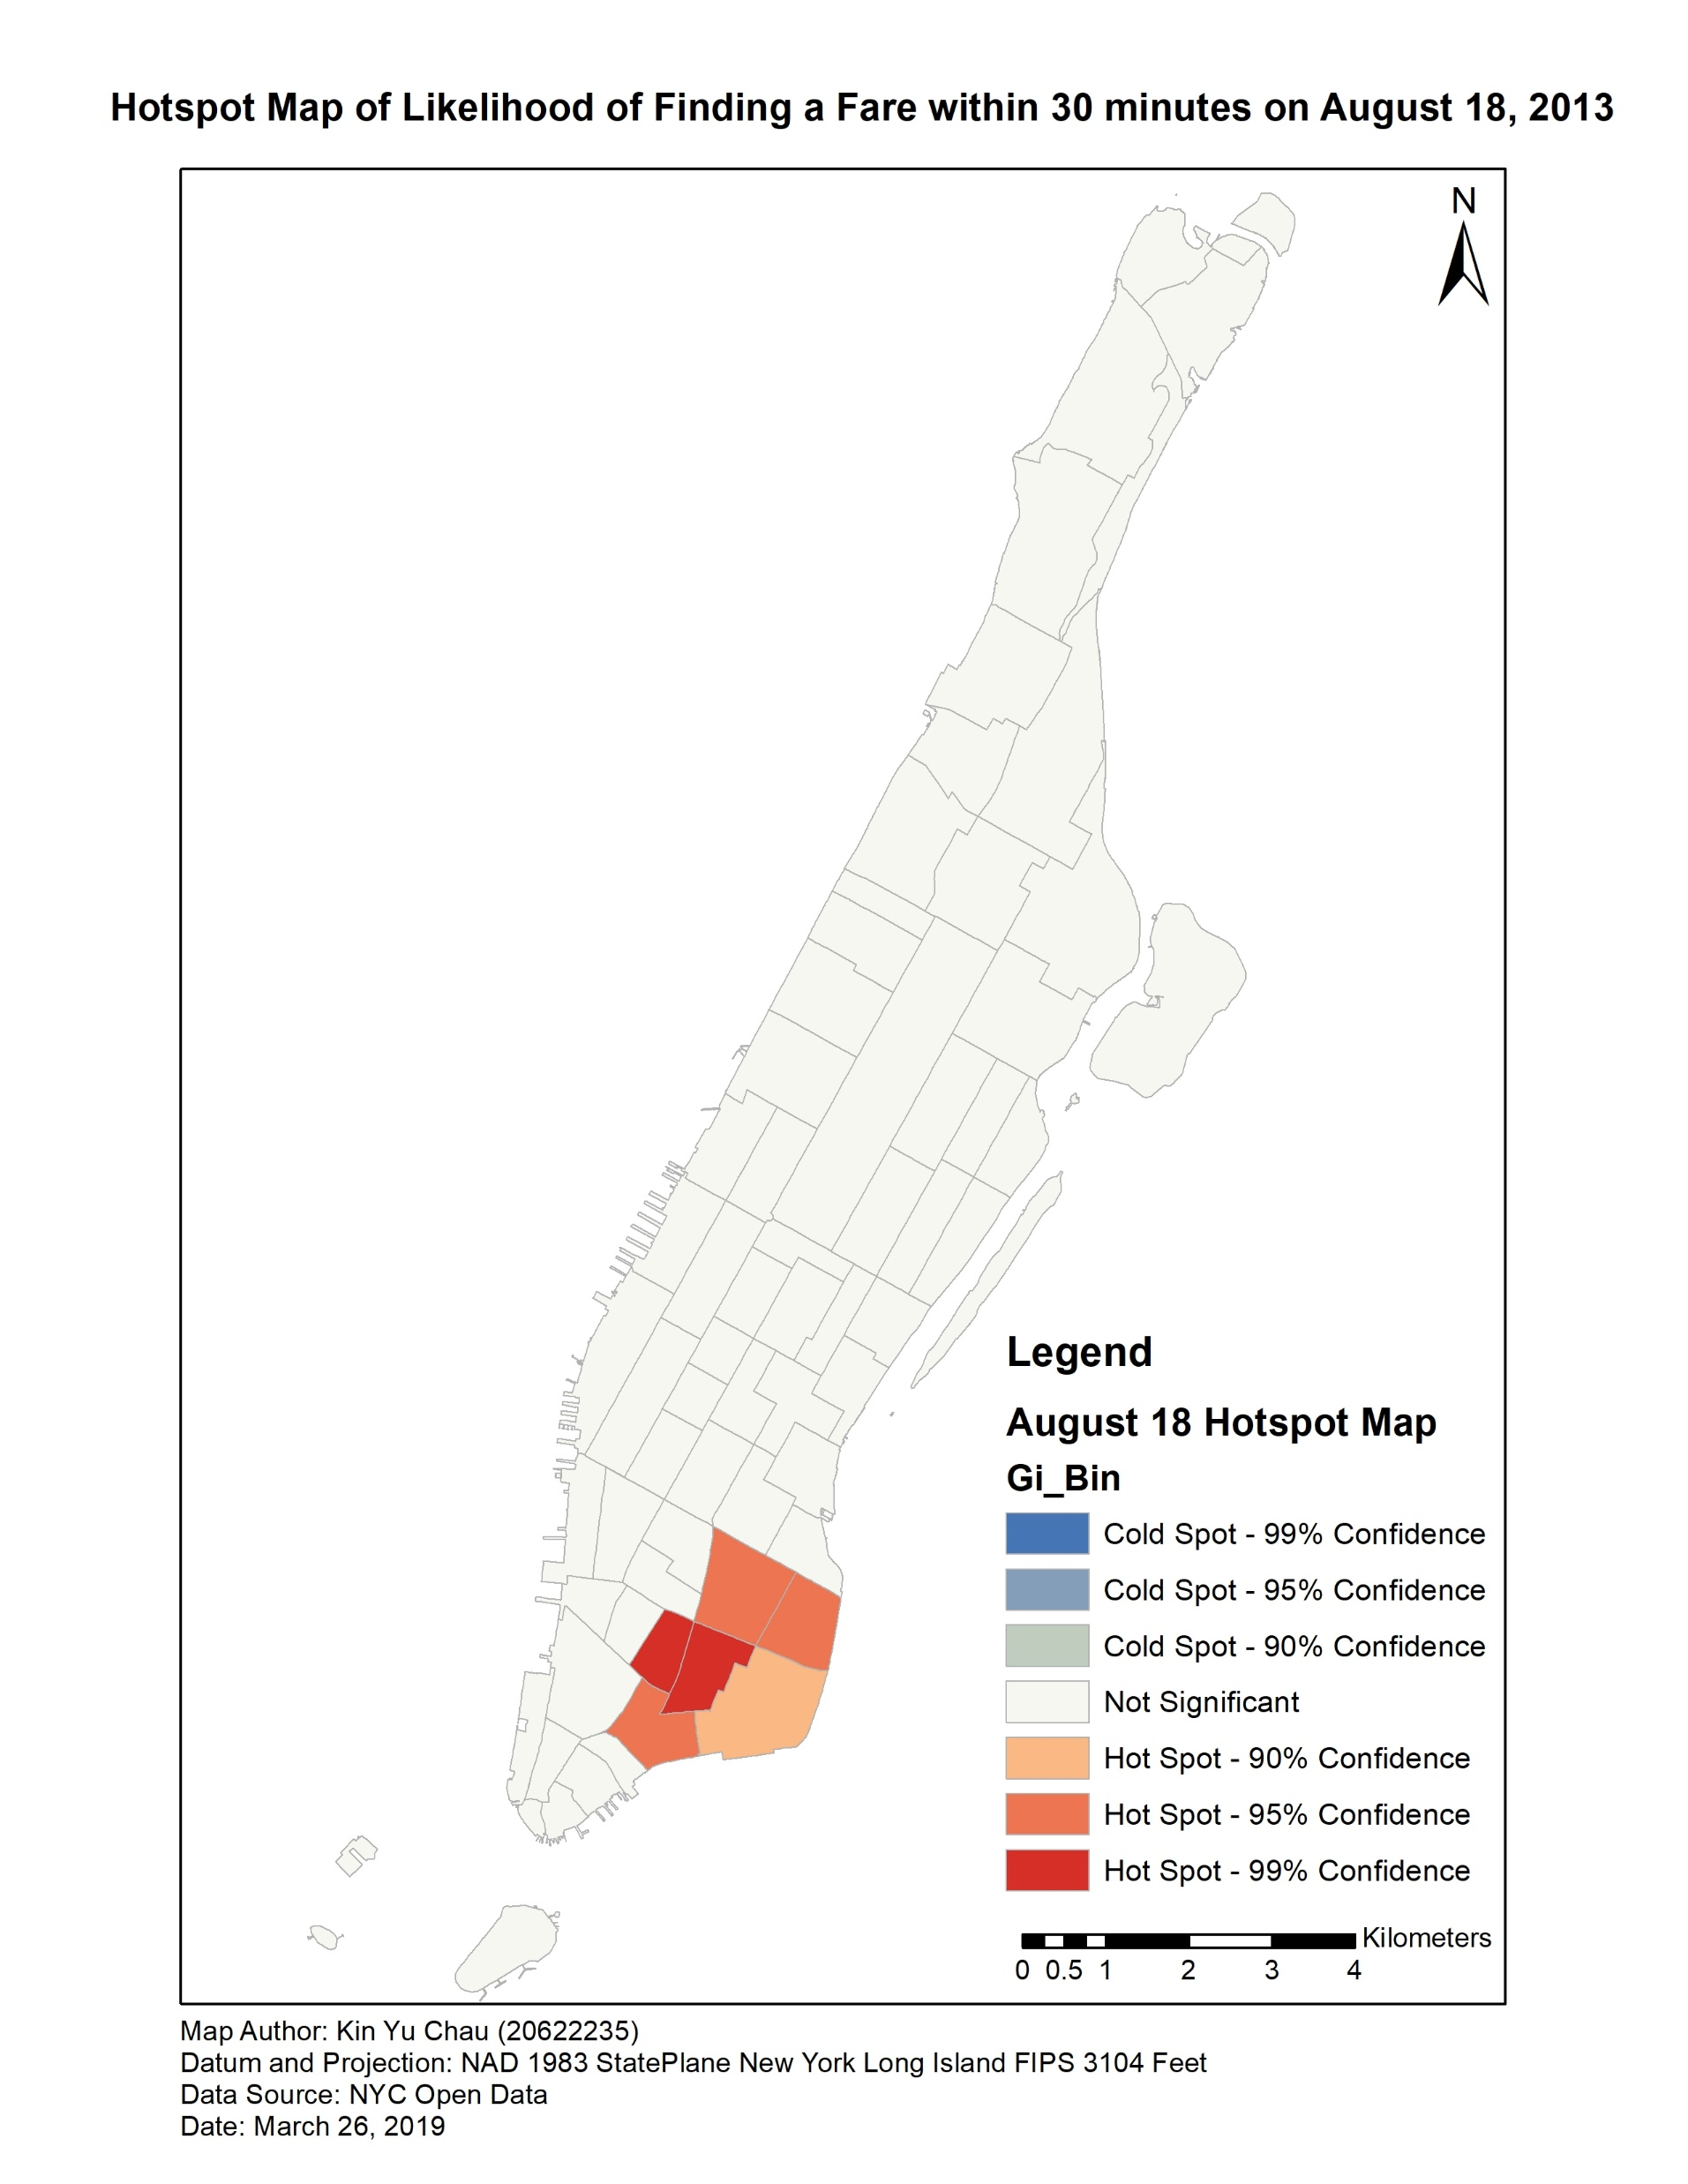 Hotspot Map of Likelihood of Finding a Fare within 30 minutes on August 18, 2013
N
Legend
August 18 Hotspot Map
Gi_Bin
Cold Spot - 99% Confidence
Cold Spot - 95% Confidence
Cold Spot - 90% Confidence
Not Significant
Hot Spot - 90% Confidence
Hot Spot - 95% Confidence
Hot Spot - 99% Confidence
Kilometers
0 0.5 1 2 3 4
Map Author: Kin Yu Chau (20622235)
Datum and Projection: NAD 1983 StatePlane New York Long Island FIPS 3104 Feet
Data Source: NYC Open Data
Date: March 26, 2019